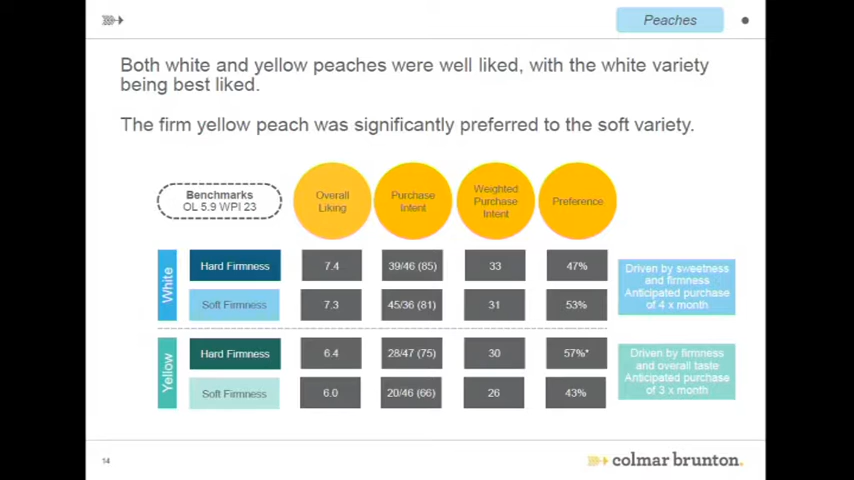 Peaches
Both white and yellow peaches were well liked, with the white variety
being best liked.
The firm yellow peach was significantly preferred to the soft variety.
Benchmarks
OL 5.9 WPI 23
Overall
Liking
Purchase
Intent
Weighted
Purchase
Intent
Preference
White
Hard Firmness
7.4
39/46 (85)
33
47%
Soft Firmness
7.3
45/36 (81)
31
53%
Driven by sweetness
and firmness
Anticipated purchase
of 4 x month
Yellow
Hard Firmness
6.4
28/47 (75)
30
57%*
Soft Firmness
6.0
20/46 (66)
26
43%
Driven by firmness
and overall taste
Anticipated purchase
of 3 x month
14
colmar brunton.